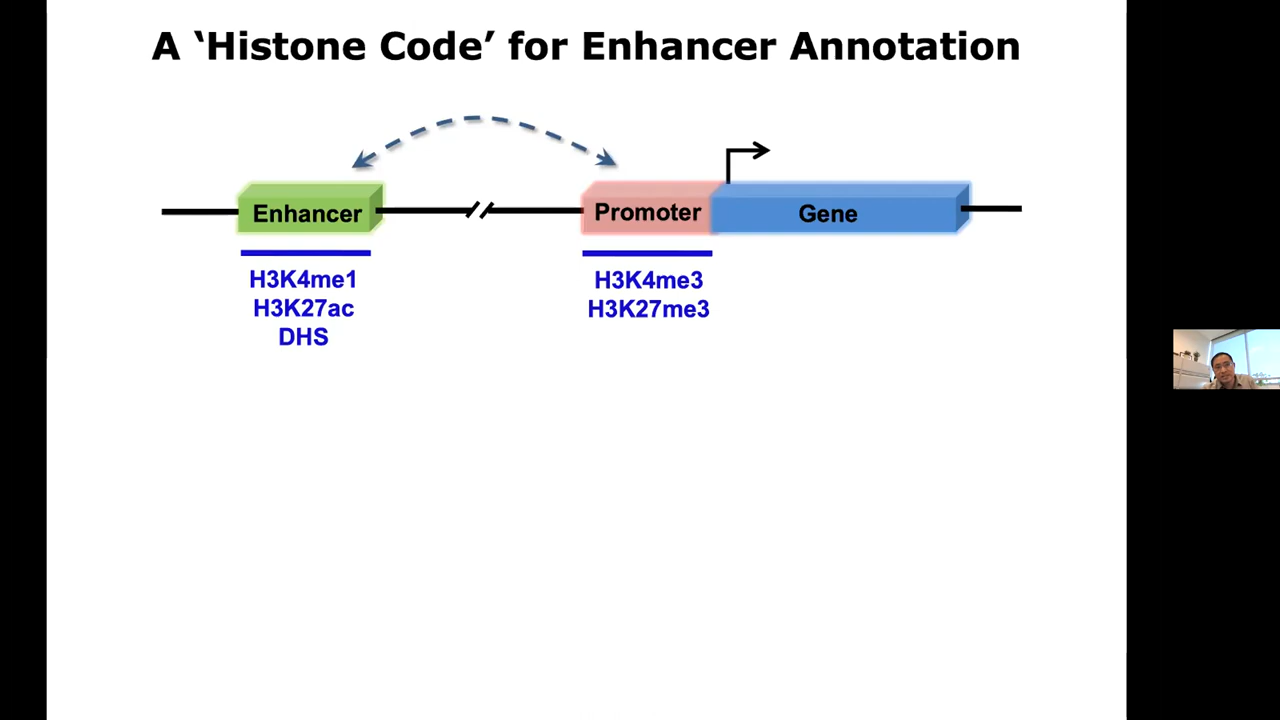 A ‘Histone Code’ for Enhancer Annotation
Enhancer
Promoter
Gene
H3K4me1
H3K27ac
DHS
H3K4me3
H3K27me3